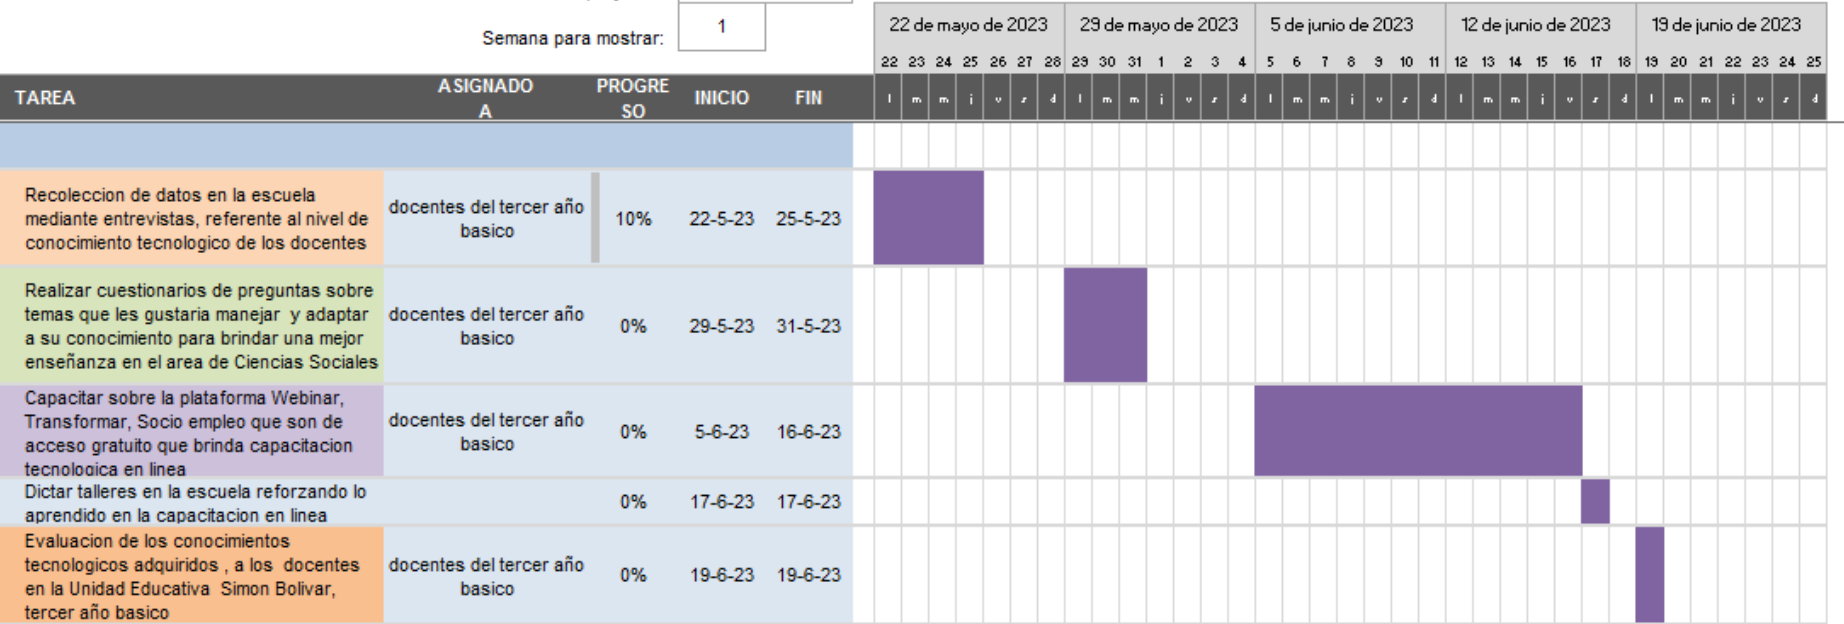 Semana para mostrar:
1
22 de mayo de 2023
29 de mayo de 2023
5 de junio de 2023
12 de junio de 2023
19 de junio de 2023
22 23 24 25 26 27 28 29 30 31 1 2 3 4 5 6 7 8 9 10 11 12 13 14 15 16 17 18 19 20 21 22 23 24 25
TAREA
ASIGNADO
A
PROGRE
SO
INICIO
FIN
l m m j v s d l m m j v s d l m m j v s d l m m j v s d l m m j v s d
Recoleccion de datos en la escuela
mediante entrevistas, referente al nivel de
conocimiento tecnologico de los docentes
docentes del tercer año
basico
10%
22-5-23
25-5-23
Realizar cuestionarios de preguntas sobre
temas que les gustaria manejar y adaptar
a su conocimiento para brindar una mejor
enseñanza en el area de Ciencias Sociales
docentes del tercer año
basico
0%
29-5-23
31-5-23
Capacitar sobre la plataforma Webinar,
Transformar, Socio empleo que son de
acceso gratuito que brinda capacitacion
tecnologica en linea
docentes del tercer año
basico
0%
5-6-23
16-6-23
Dictar talleres en la escuela reforzando lo
aprendido en la capacitacion en linea
0%
17-6-23
17-6-23
Evaluacion de los conocimientos
tecnologicos adquiridos , a los docentes
en la Unidad Educativa Simon Bolivar,
tercer año basico
docentes del tercer año
basico
0%
19-6-23
19-6-23